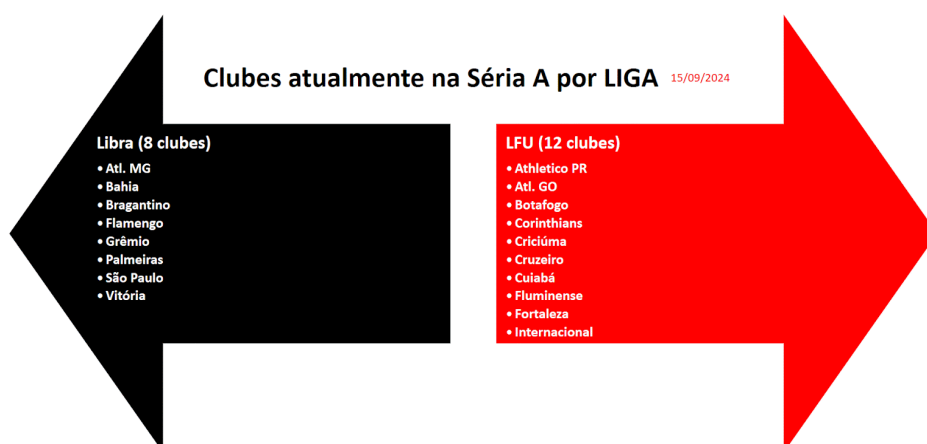 Clubes atualmente na Séria A por LIGA 15/09/2024
Libra (8 clubes)
• Atl. MG
• Bahia
• Bragantino
• Flamengo
• Grêmio
• Palmeiras
• São Paulo
• Vitória
LFU (12 clubes)
• Athletico PR
• Atl. GO
• Botafogo
• Corinthians
• Criciúma
• Cruzeiro
• Cuiabá
• Fluminense
• Fortaleza
• Internacional